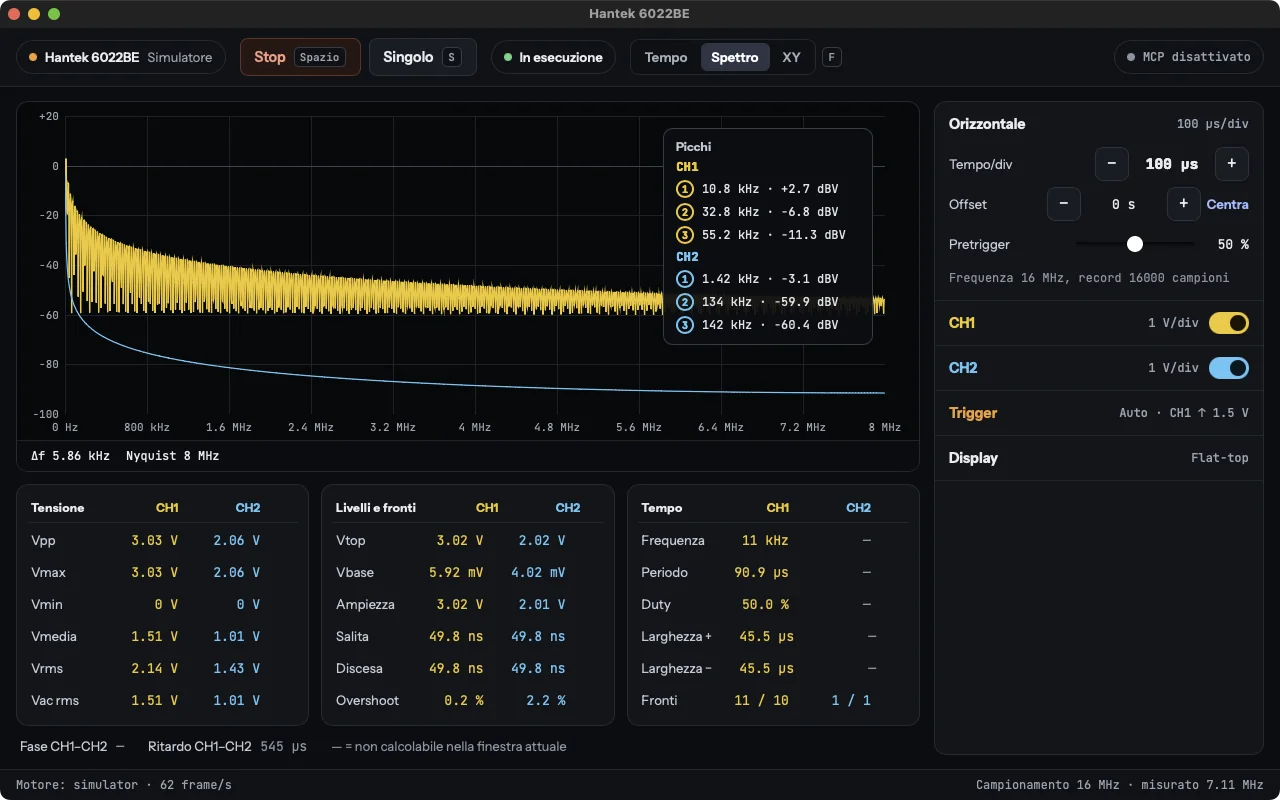 Hantek 6022BE
Hantek 6022BE Simulatore Stop Spazio Singolo S In esecuzione Tempo Spettro XY F MCP disattivato
+20
0
-20
-40
-60
-80
-100
0 Hz 800 kHz 1.6 MHz 2.4 MHz 3.2 MHz 4 MHz 4.8 MHz 5.6 MHz 6.4 MHz 7.2 MHz 8 MHz
Picchi
CH1
1 10.8 kHz · +2.7 dBV
2 32.8 kHz · -6.8 dBV
3 55.2 kHz · -11.3 dBV
CH2
1 1.42 kHz · -3.1 dBV
2 134 kHz · -59.9 dBV
3 142 kHz · -60.4 dBV
Δf 5.86 kHz Nyquist 8 MHz
Orizzontale 100 µs/div
Tempo/div − 100 µs +
Offset − 0 s + Centra
Pretrigger 50 %
Frequenza 16 MHz, record 16000 campioni
CH1 1 V/div
CH2 1 V/div
Trigger Auto · CH1 ↑ 1.5 V
Display Flat-top
Tensione CH1 CH2
Vpp 3.03 V 2.06 V
Vmax 3.03 V 2.06 V
Vmin 0 V 0 V
Vmedia 1.51 V 1.01 V
Vrms 2.14 V 1.43 V
Vac rms 1.51 V 1.01 V
Livelli e fronti CH1 CH2
Vtop 3.02 V 2.02 V
Vbase 5.92 mV 4.02 mV
Ampiezza 3.02 V 2.01 V
Salita 49.8 ns 49.8 ns
Discesa 49.8 ns 49.8 ns
Overshoot 0.2 % 2.2 %
Tempo CH1 CH2
Frequenza 11 kHz —
Periodo 90.9 µs —
Duty 50.0 % —
Larghezza + 45.5 µs —
Larghezza − 45.5 µs —
Fronti 11 / 10 1 / 1
Fase CH1–CH2 — Ritardo CH1–CH2 545 µs — = non calcolabile nella finestra attuale
Motore: simulator · 62 frame/s Campionamento 16 MHz · misurato 7.11 MHz